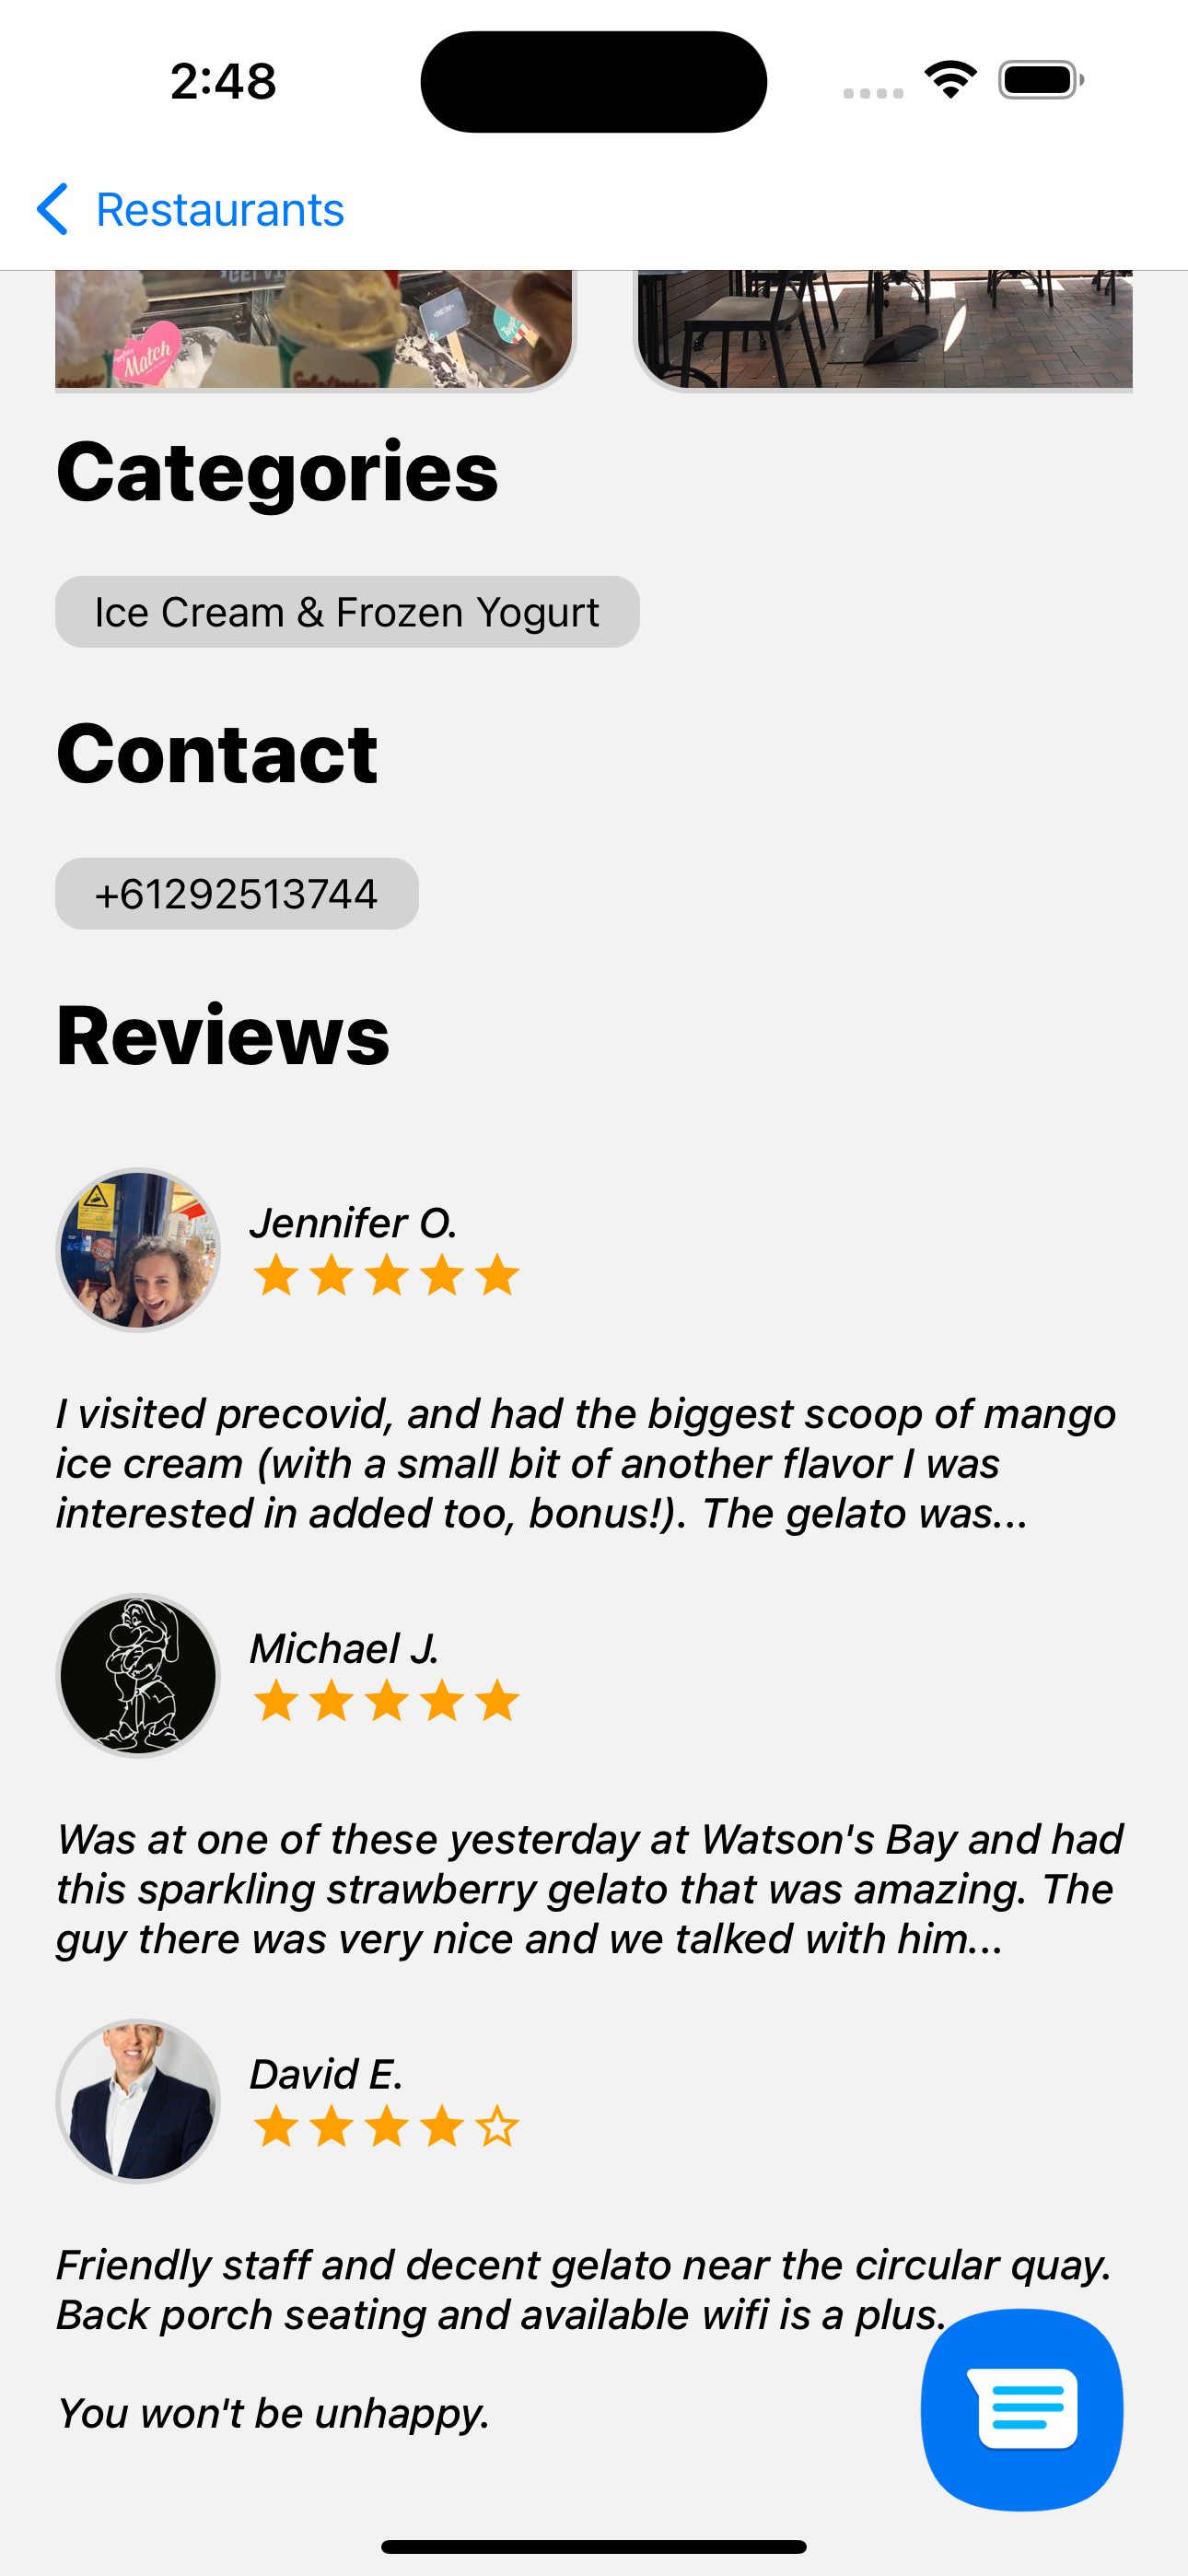 2:48
Restaurants
Match
Categories
Ice Cream & Frozen Yogurt
Contact
+61292513744
Reviews
Jennifer O.
I visited precovid, and had the biggest scoop of mango
ice cream (with a small bit of another flavor I was
interested in added too, bonus!). The gelato was...
Michael J.
Was at one of these yesterday at Watson's Bay and had
this sparkling strawberry gelato that was amazing. The
guy there was very nice and we talked with him...
David E.
Friendly staff and decent gelato near the circular quay.
Back porch seating and available wifi is a plus.
You won't be unhappy.